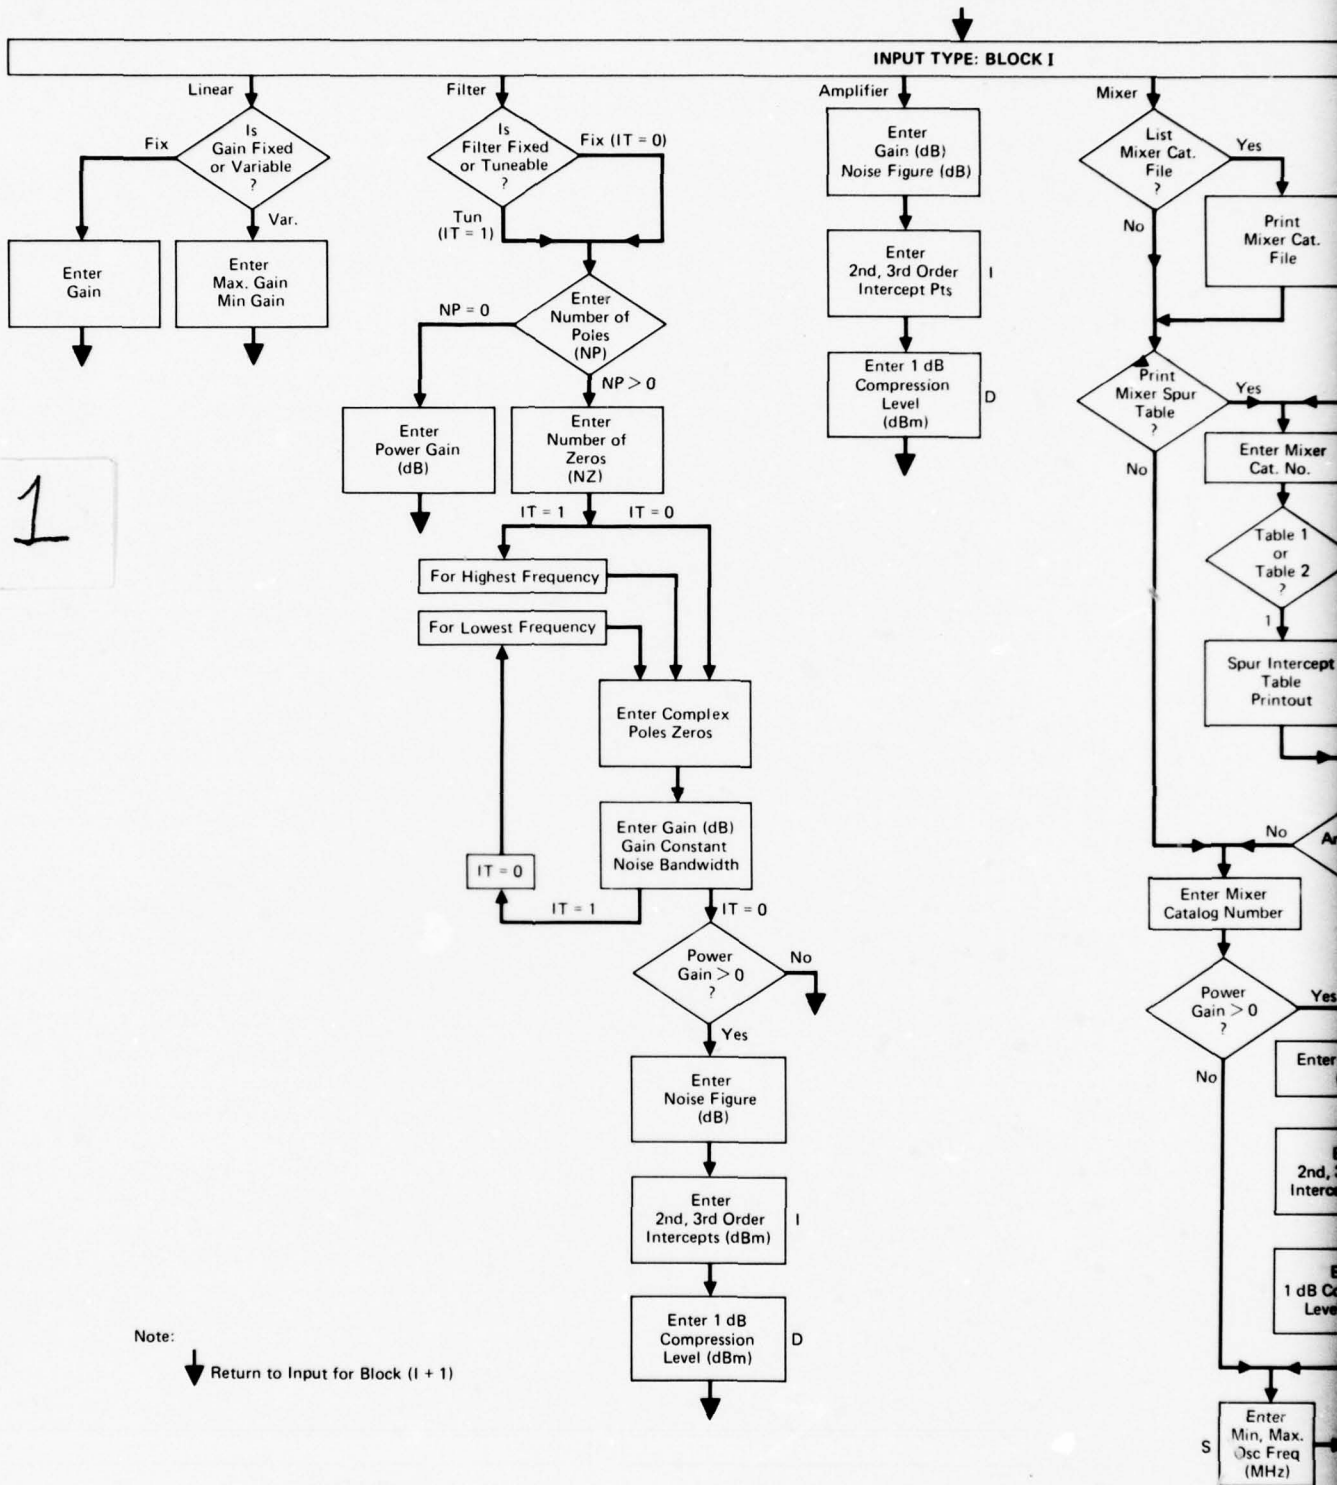 INPUT TYPE: BLOCK I
Linear
Is
Gain Fixed
or Variable
?
Fix
Var.
Enter
Gain
Enter
Max. Gain
Min Gain
Filter
Is
Filter Fixed
or Tuneable
?
Fix (IT = 0)
Tun
(IT = 1)
Enter
Number of
Poles
(NP)
NP = 0
NP > 0
Enter
Power Gain
(dB)
Enter
Number of
Zeros
(NZ)
IT = 1
IT = 0
For Highest Frequency
For Lowest Frequency
Enter Complex
Poles Zeros
Enter Gain (dB)
Gain Constant
Noise Bandwidth
IT = 0
IT = 1
IT = 0
Power
Gain > 0
?
No
Yes
Enter
Noise Figure
(dB)
Enter
2nd, 3rd Order
Intercepts (dBm)
I
Enter 1 dB
Compression
Level (dBm)
D
Amplifier
Enter
Gain (dB)
Noise Figure (dB)
Enter
2nd, 3rd Order
Intercept Pts
I
Enter 1 dB
Compression
Level
(dBm)
D
Mixer
List
Mixer Cat.
File
?
Yes
No
Print
Mixer Cat.
File
Print
Mixer Spur
Table
?
Yes
No
Enter Mixer
Cat. No.
Table 1
or
Table 2
?
1
Spur Intercept
Table
Printout
No
Enter Mixer
Catalog Number
Power
Gain > 0
?
Yes
No
Enter
2nd,
1 dB
S
Enter
Min, Max.
Osc Freq
(MHz)
1
Note:
Return to Input for Block (I + 1)